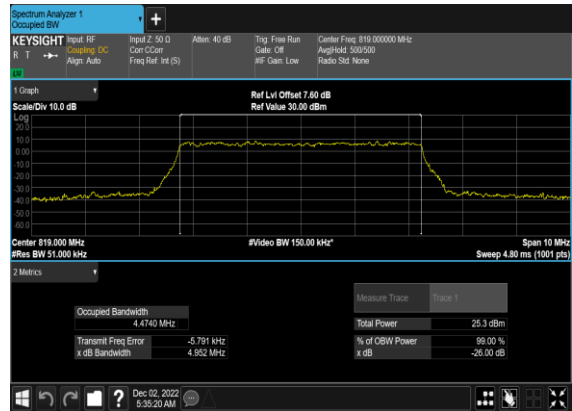 Spectrum Analyzer 1
Occupied BW
KEYSIGHT
R T
LV
Input: RF
Coupling: DC
Align: Auto
Input Z: 50 Ω
Corr CCorr
Freq Ref: Int (S)
Atten: 40 dB
Trig: Free Run
Gate: Off
#IF Gain: Low
Center Freq: 819.000000 MHz
Avg|Hold: 500/500
Radio Std: None
1 Graph
Scale/Div 10.0 dB
Ref Lvl Offset 7.60 dB
Ref Value 30.00 dBm
Log
20.0
10.0
0.00
-10.0
-20.0
-30.0
-40.0
-50.0
-60.0
Center 819.000 MHz
#Res BW 51.000 kHz
#Video BW 150.00 kHz*
Span 10 MHz
Sweep 4.80 ms (1001 pts)
2 Metrics
Measure Trace Trace 1
Occupied Bandwidth
4.4740 MHz
Total Power 25.3 dBm
Transmit Freq Error -5.791 kHz
% of OBW Power 99.00 %
x dB Bandwidth 4.952 MHz
x dB -26.00 dB
?
Dec 02, 2022
5:35:20 AM